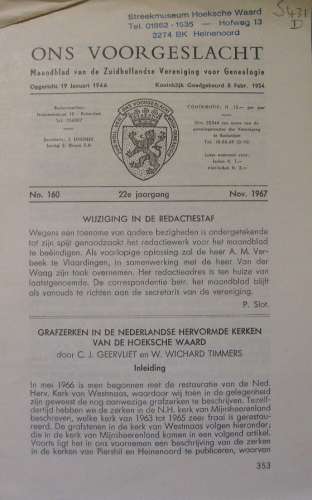 Streekmuseum Hoeksche Waard
Tel. 01862 - 1535 — Hofweg 13
3274 BK Heinenoord
ONS VOORGESLACHT
Maandblad van de Zuidhollandse Vereniging voor Genealogie
Opgericht 19 Januari 1946
Koninklijk Goedgekeurd 8 Febr. 1954
ONS VOORGESLACHT
No. 160
22e jaargang
Nov. 1967
WIJZIGING IN DE REDACTIESTAF
Wegens een toename van andere bezigheden is ondergetekende
tot zijn spijt genoodzaakt het redactiewerk voor het maandblad
te beëindigen. Als voorlopige oplossing zal de heer A. M. Ver-
beek te Vlaardingen, in samenwerking met de heer Van der
Waag zijn taak overnemen. Het redactieadres is ten huize van
laatstgenoemde. De correspondentie betr. het maandblad blijft
als vanouds te richten aan de secretaris van de vereniging.
P. Slot.
GRAFZERKEN IN DE NEDERLANDSE HERVORMDE KERKEN
VAN DE HOEKSCHE WAARD
door C. J. GEERVLIET en W. WICHARD TIMMERS
Inleiding
In mei 1966 is men begonnen met de restauratie van de Ned.
Herv. Kerk van Westmaas, waardoor wij toen in de gelegenheid
zijn geweest de nog aanwezige grafzerken te beschrijven. Tezelf-
dertijd hebben we de zerken in de N.H. kerk van Mijnsheerenland
beschreven, welke kerk van 1963 tot 1965 zeer fraai is gerestau-
reerd. De grafstenen in de kerk van Westmaas volgen hieronder;
die in de kerk van Mijnsheerenland komen in een volgend artikel.
Voorts ligt het in ons voornemen een beschrijving van de zerken
in de kerken van Piershil en Heinenoord te publiceren, waarvan
353